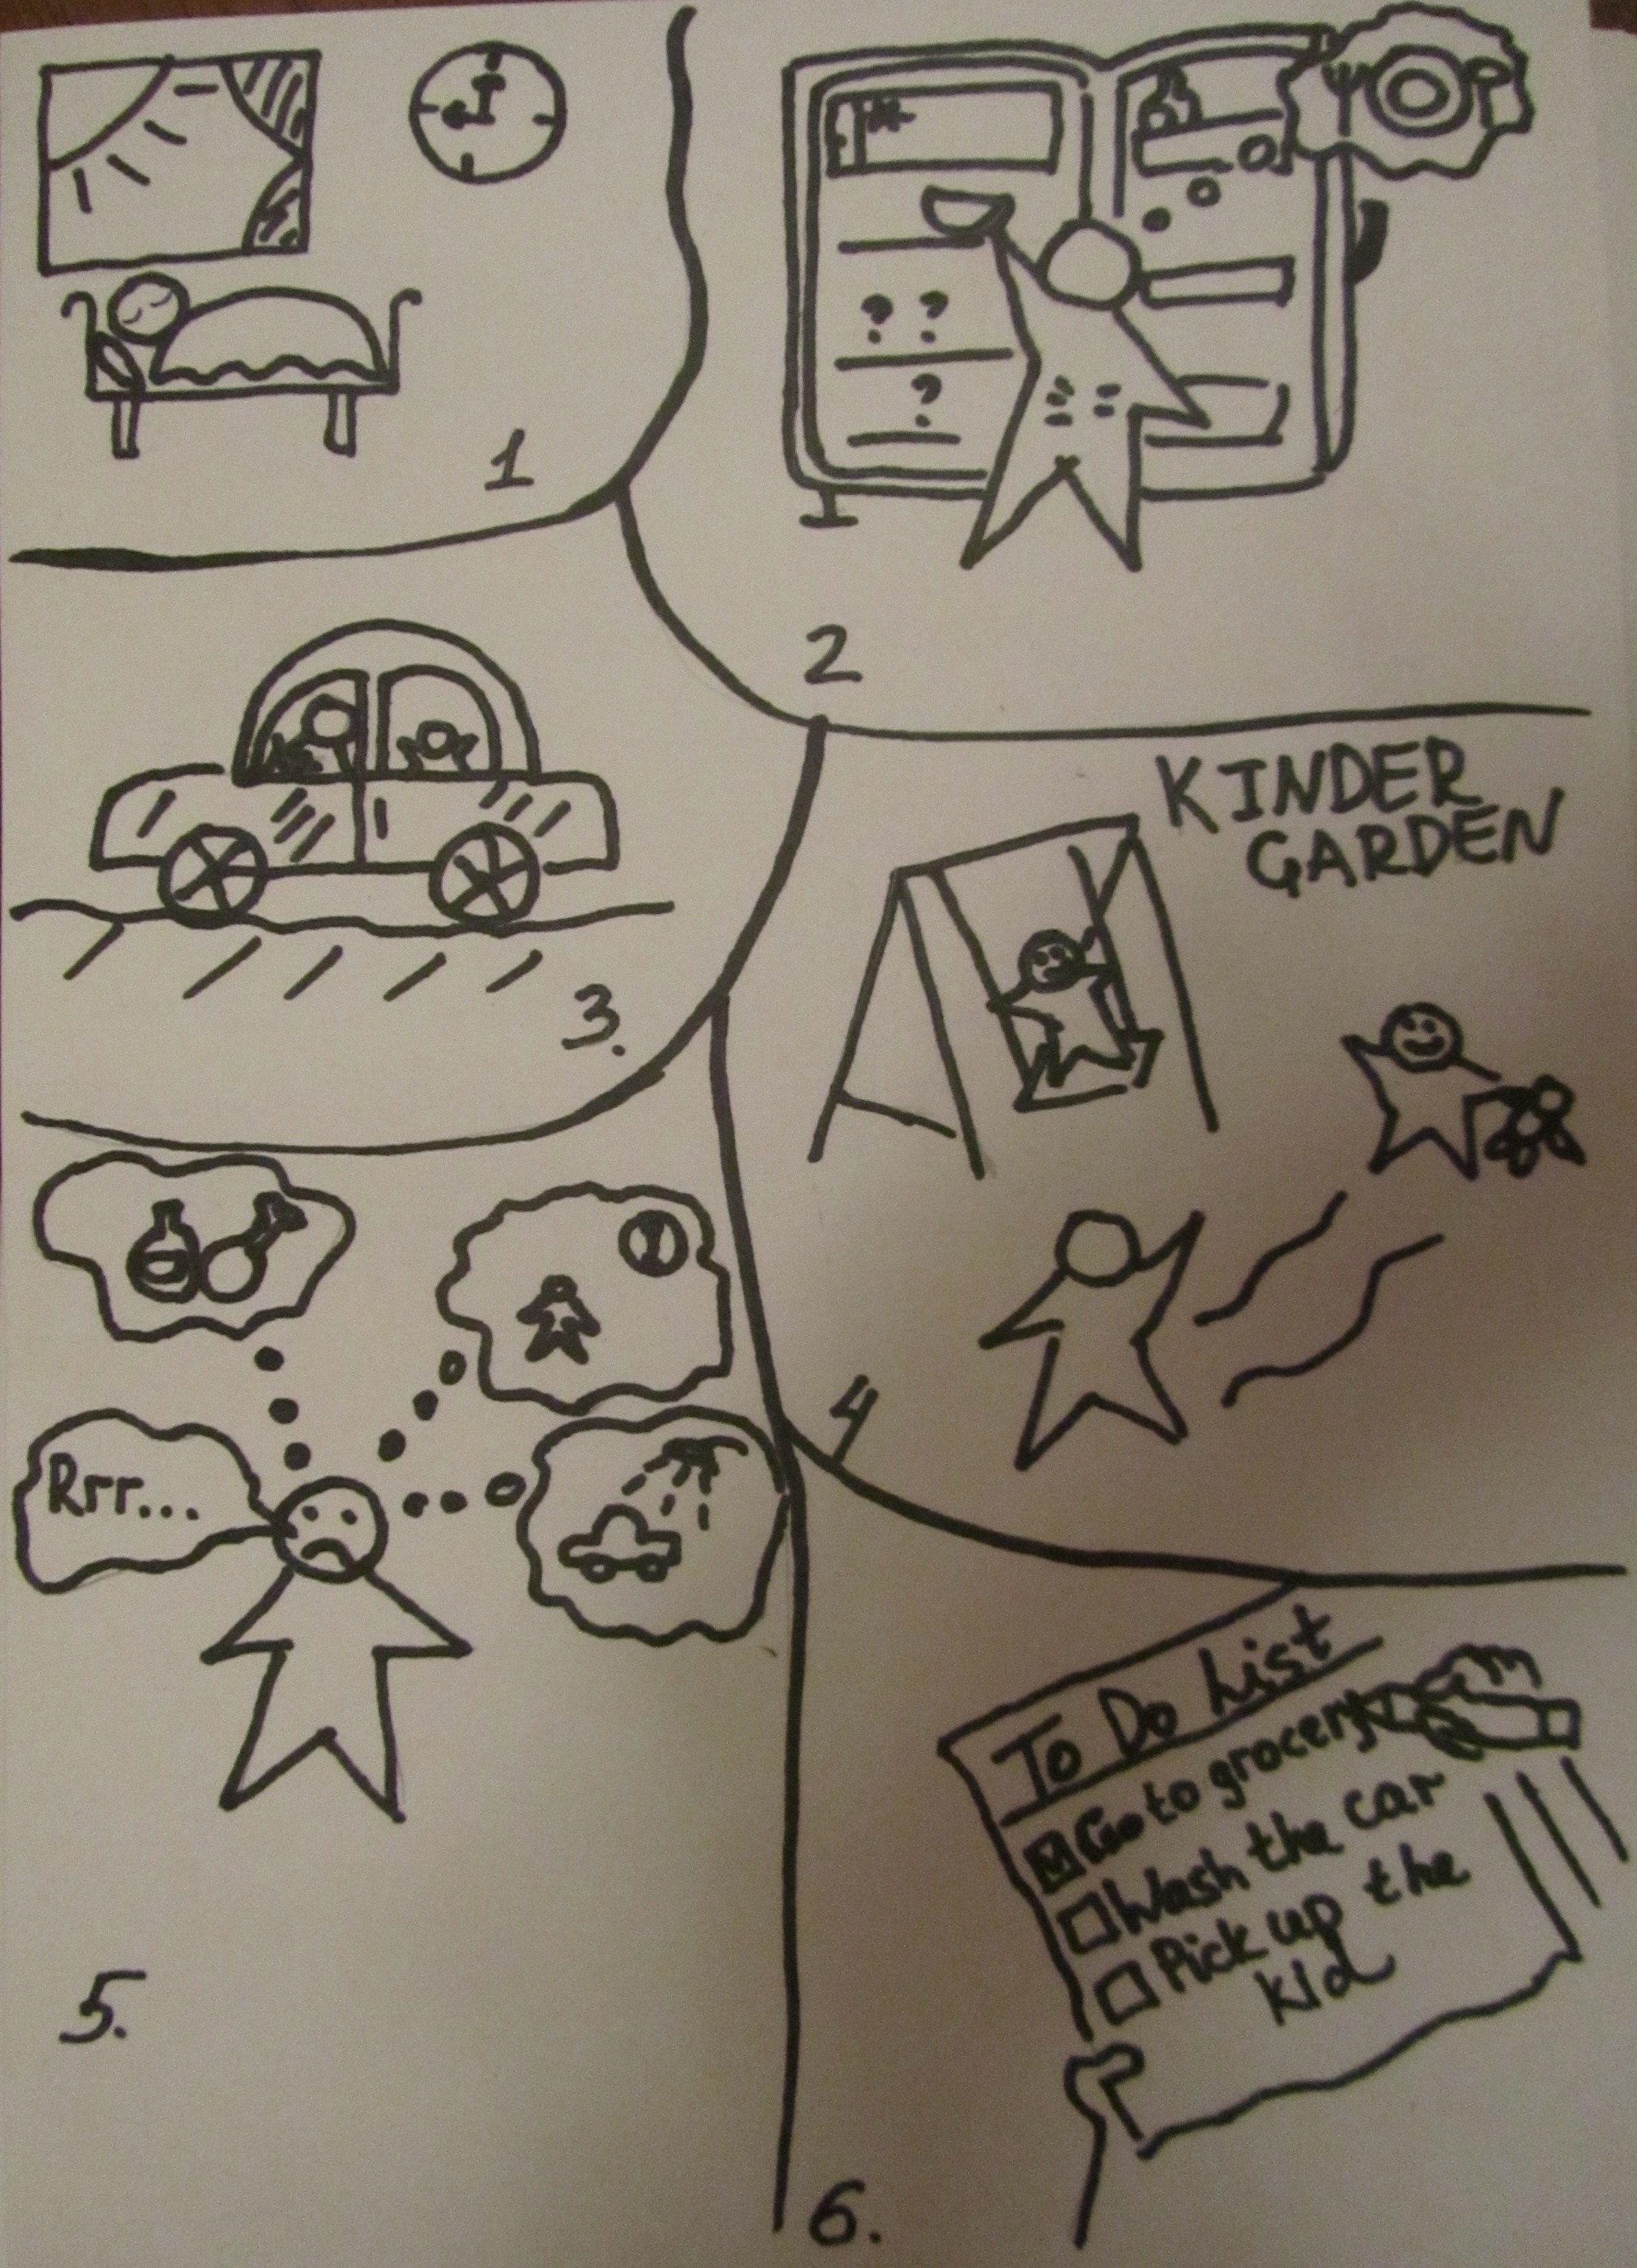 1
? ?
?
2
3.
KINDER
GARDEN
4
Rrr...
5.
To Do List
Go to grocery
Wash the car
Pick up the
kid
6.